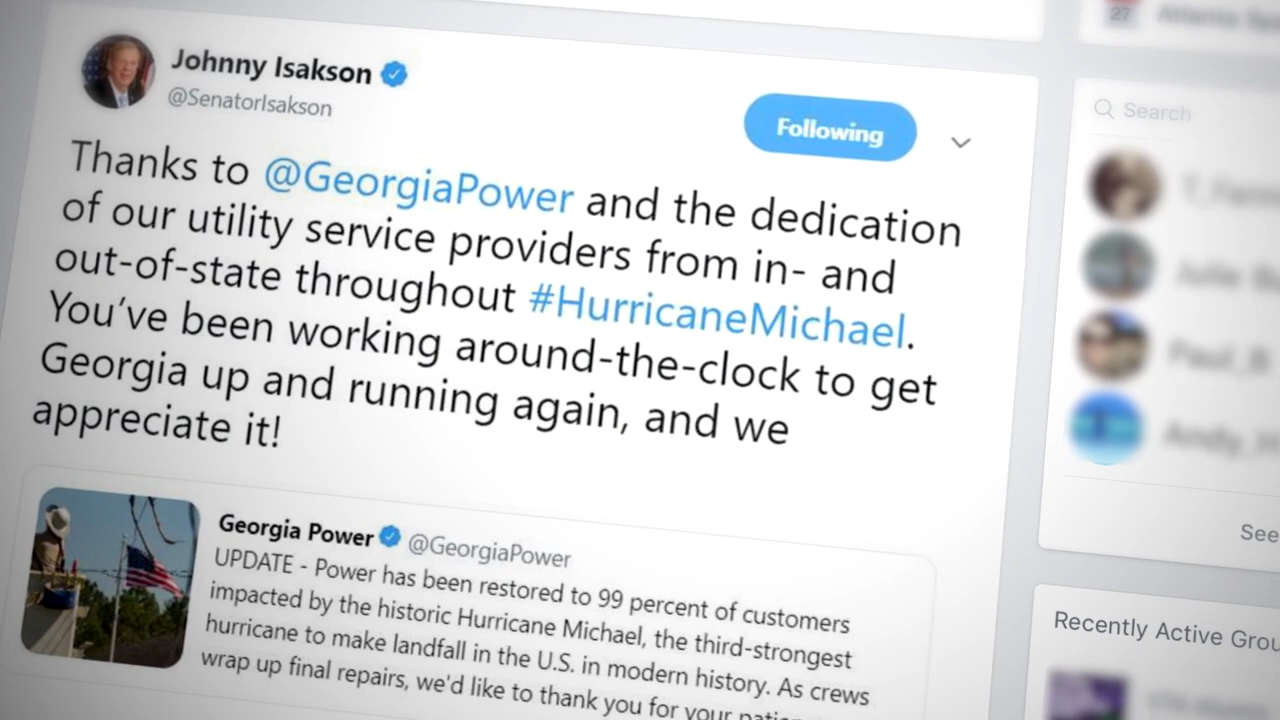 27
Johnny Isakson
@SenatorIsakson
Following
Search
Thanks to @GeorgiaPower and the dedication
of our utility service providers from in- and
out-of-state throughout #HurricaneMichael.
You've been working around-the-clock to get
Georgia up and running again, and we
appreciate it!
See
Georgia Power @GeorgiaPower
UPDATE - Power has been restored to 99 percent of customers
impacted by the historic Hurricane Michael, the third-strongest
hurricane to make landfall in the U.S. in modern history. As crews
wrap up final repairs, we'd like to thank you for your
Recently Active